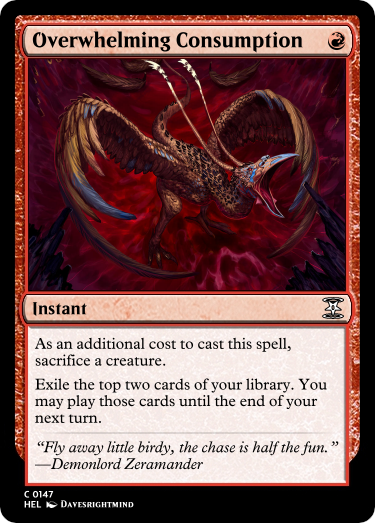 Overwhelming Consumption
Instant
As an additional cost to cast this spell,
sacrifice a creature.
Exile the top two cards of your library. You
may play those cards until the end of your
next turn.
“Fly away little birdy, the chase is half the fun.”
—Demonlord Zeramander
C 0147
HEL DAVESRIGHTMIND